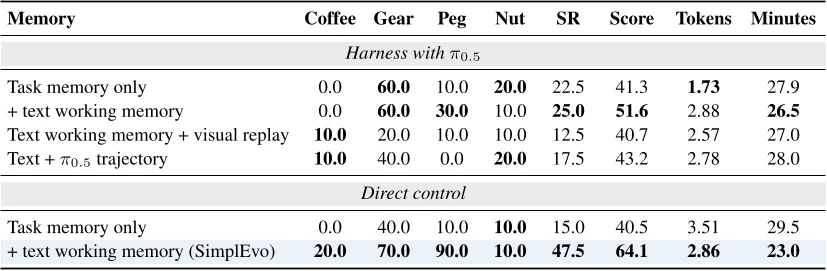 Memory Coffee Gear Peg Nut SR Score Tokens Minutes
Harness with π0.5
Task memory only 0.0 60.0 10.0 20.0 22.5 41.3 1.73 27.9
+ text working memory 0.0 60.0 30.0 10.0 25.0 51.6 2.88 26.5
Text working memory + visual replay 10.0 20.0 10.0 10.0 12.5 40.7 2.57 27.0
Text + π0.5 trajectory 10.0 40.0 0.0 20.0 17.5 43.2 2.78 28.0
Direct control
Task memory only 0.0 40.0 10.0 10.0 15.0 40.5 3.51 29.5
+ text working memory (SimplEvo) 20.0 70.0 90.0 10.0 47.5 64.1 2.86 23.0